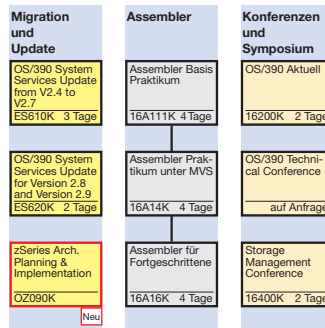 Migration
und
Update
OS/390 System
Services Update
from V2.4 to
V2.7
ES610K 3 Tage
OS/390 System
Services Update
for Version 2.8
and Version 2.9
ES620K 2 Tage
zSeries Arch.
Planning &
Implementation
OZ090K
Neu
Assembler
Assembler Basis
Praktikum
16A111K 4 Tage
Assembler Prak-
tikum unter MVS
16A14K 4 Tage
Assembler für
Fortgeschrittene
16A16K 4 Tage
Konferenzen
und
Symposium
OS/390 Aktuell
16200K 2 Tage
OS/390 Techni-
cal Conference
auf Anfrage
Storage
Management
Conference
16400K 2 Tage